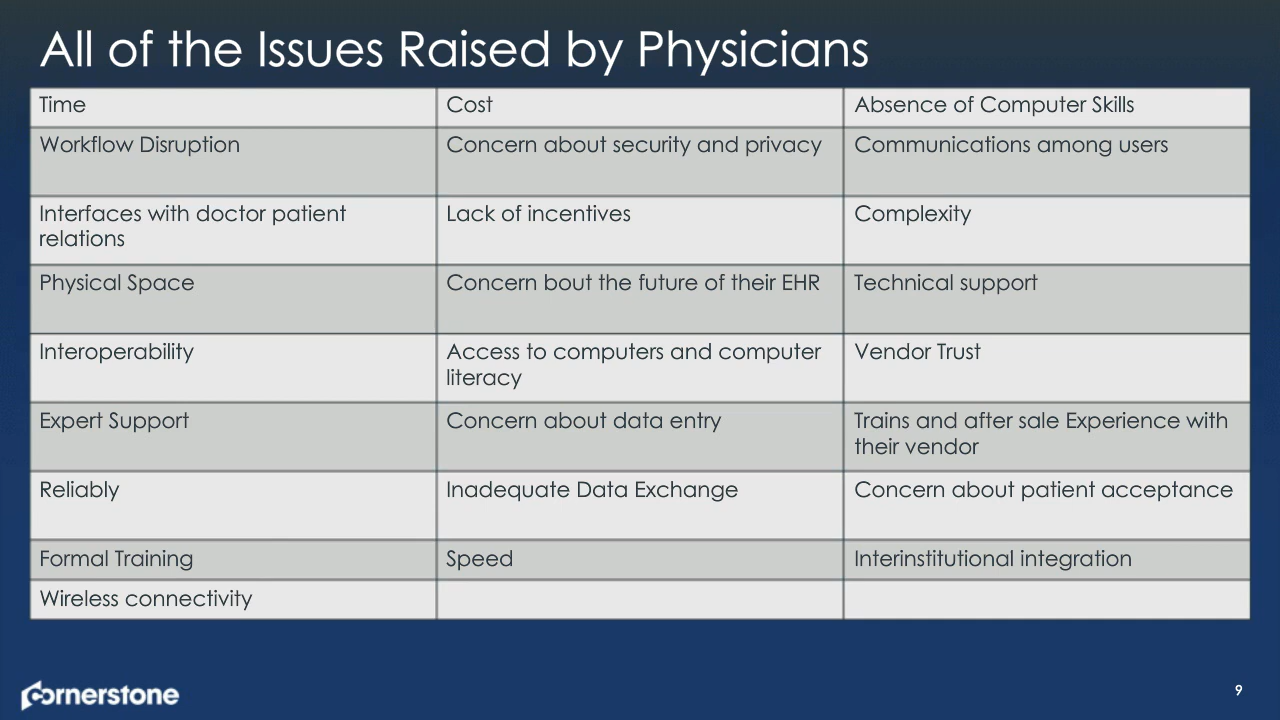 All of the Issues Raised by Physicians
Time
Cost
Absence of Computer Skills
Workflow Disruption
Concern about security and privacy
Communications among users
Interfaces with doctor patient
relations
Lack of incentives
Complexity
Physical Space
Concern bout the future of their EHR
Technical support
Interoperability
Access to computers and computer
literacy
Vendor Trust
Expert Support
Concern about data entry
Trains and after sale Experience with
their vendor
Reliably
Inadequate Data Exchange
Concern about patient acceptance
Formal Training
Speed
Interinstitutional integration
Wireless connectivity
Cornerstone
9